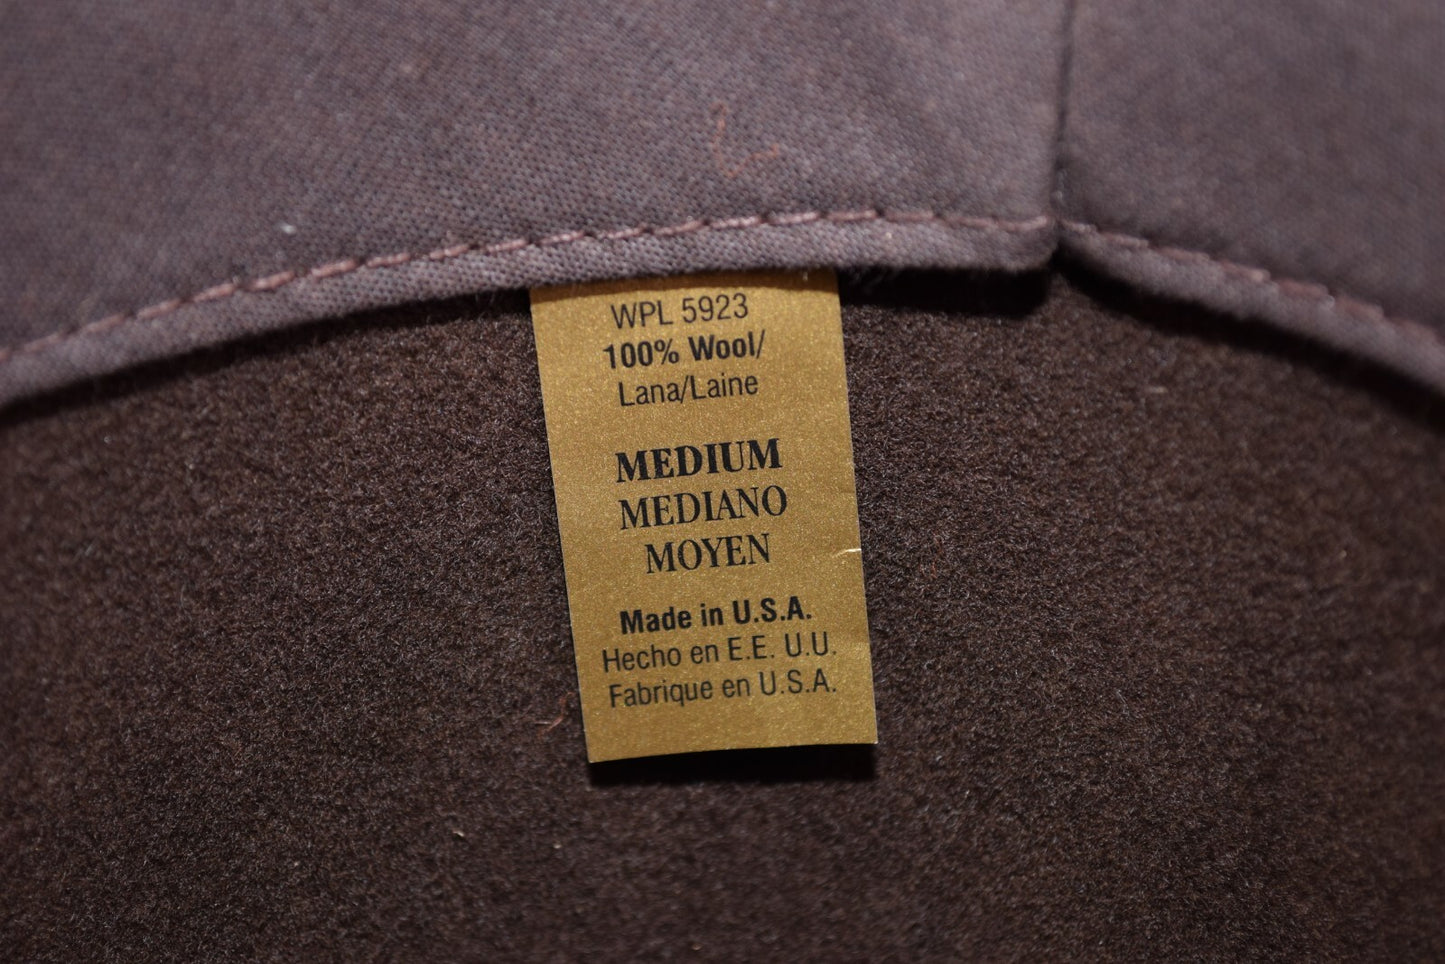 WPL 5923
100% Wool/
Lana/Laine
MEDIUM
MEDIANO
MOYEN
Made in U.S.A.
Hecho en E.E. U.U.
Fabrique en U.S.A.